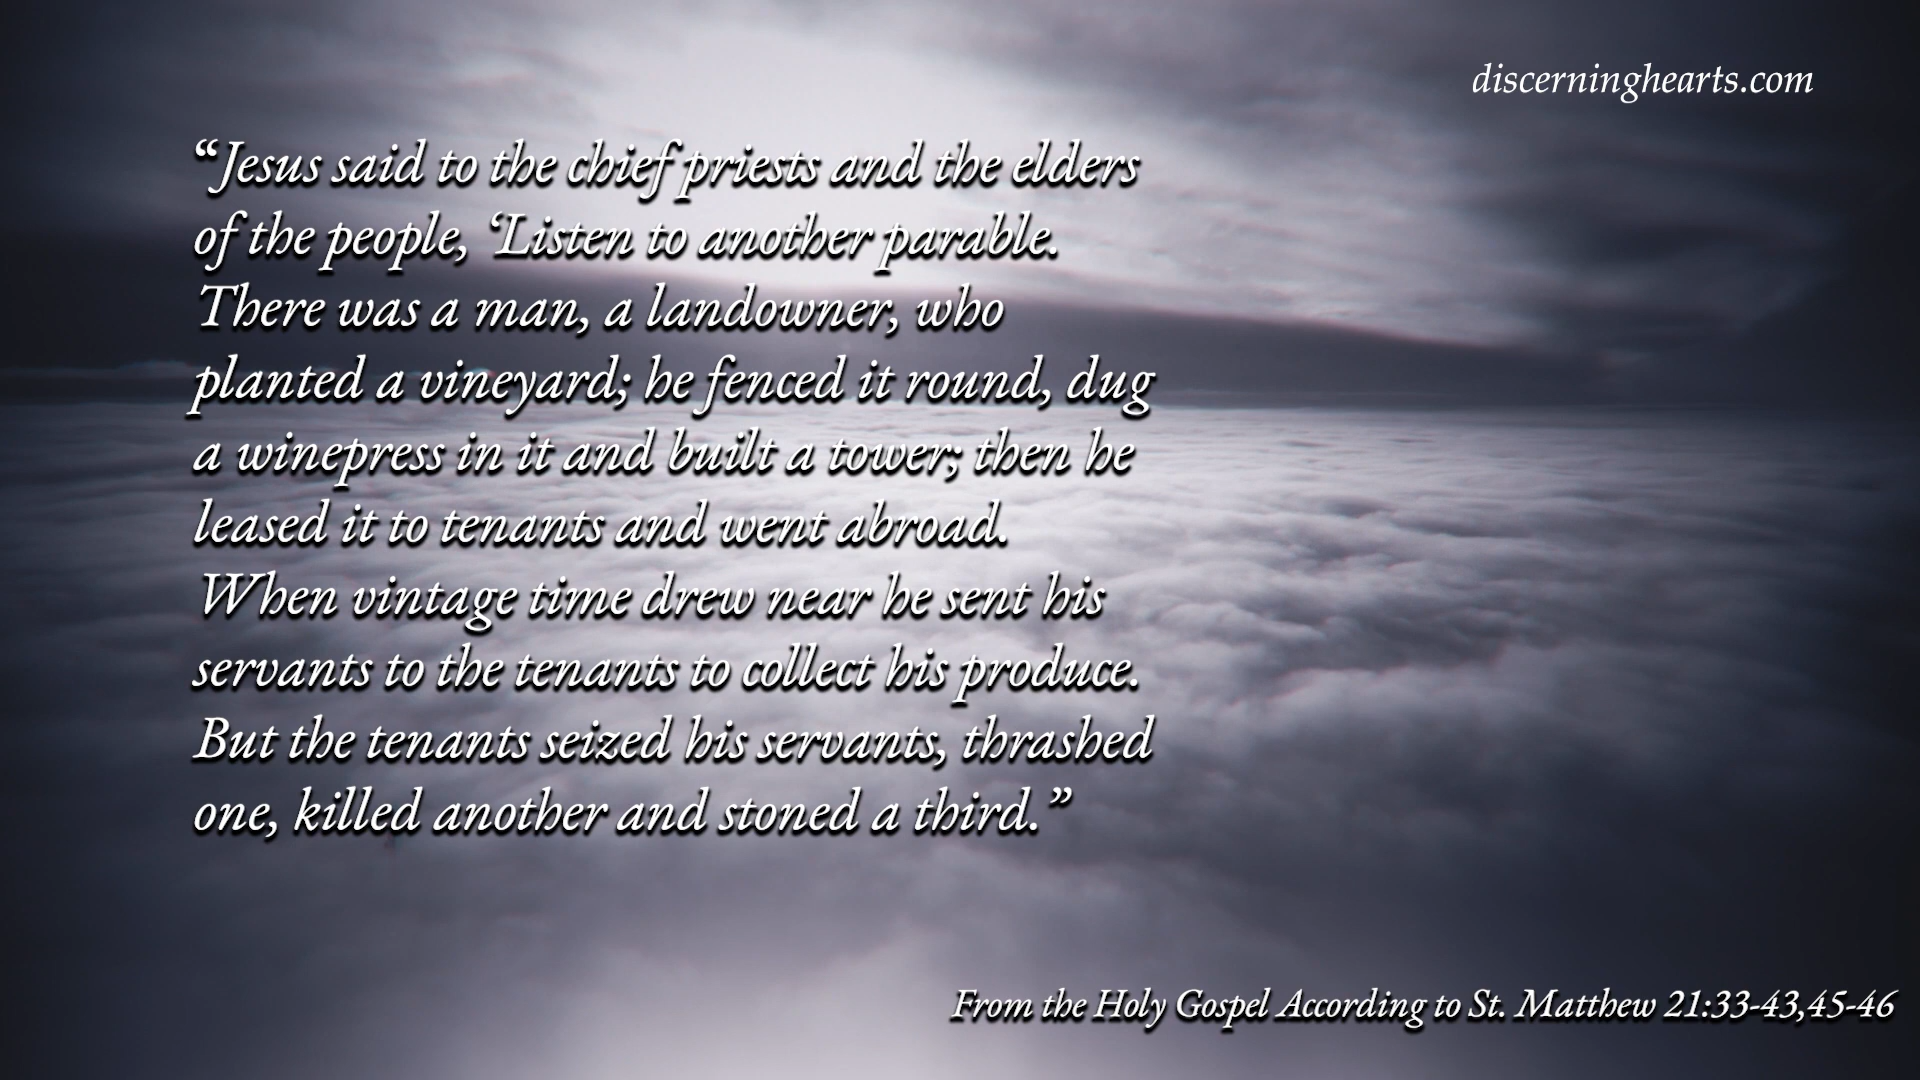 discerninghearts.com
“Jesus said to the chief priests and the elders
of the people, ‘Listen to another parable.
There was a man, a landowner, who
planted a vineyard; he fenced it round, dug
a winepress in it and built a tower; then he
leased it to tenants and went abroad.
When vintage time drew near he sent his
servants to the tenants to collect his produce.
But the tenants seized his servants, thrashed
one, killed another and stoned a third.”
From the Holy Gospel According to St. Matthew 21:33-43,45-46